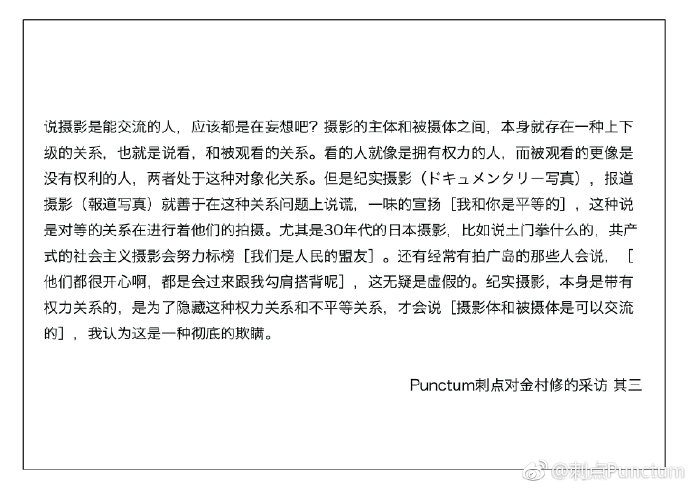 说摄影是能交流的人，应该都是在妄想吧？摄影的主体和被摄体之间，本身就存在一种上下
级的关系，也就是说看，和被观看的关系。看的人就像是拥有权力的人，而被观看的更像是
没有权利的人，两者处于这种对象化关系。但是纪实摄影（ドキュメンタリー写真），报道
摄影（報道写真）就善于在这种关系问题上说谎，一味的宣扬［我和你是平等的］，这种说
是对等的关系在进行着他们的拍摄。尤其是30年代的日本摄影，比如说土门拳什么的，共产
式的社会主义摄影会努力标榜［我们是人民的盟友］。还有经常有拍广岛的那些人会说，［
他们都很开心啊，都是会过来跟我勾肩搭背呢］，这无疑是虚假的。纪实摄影，本身是带有
权力关系的，是为了隐藏这种权力关系和不平等关系，才会说［摄影体和被摄体是可以交流
的］，我认为这是一种彻底的欺瞒。
Punctum刺点对金村修的采访 其三
@刺点Punctum